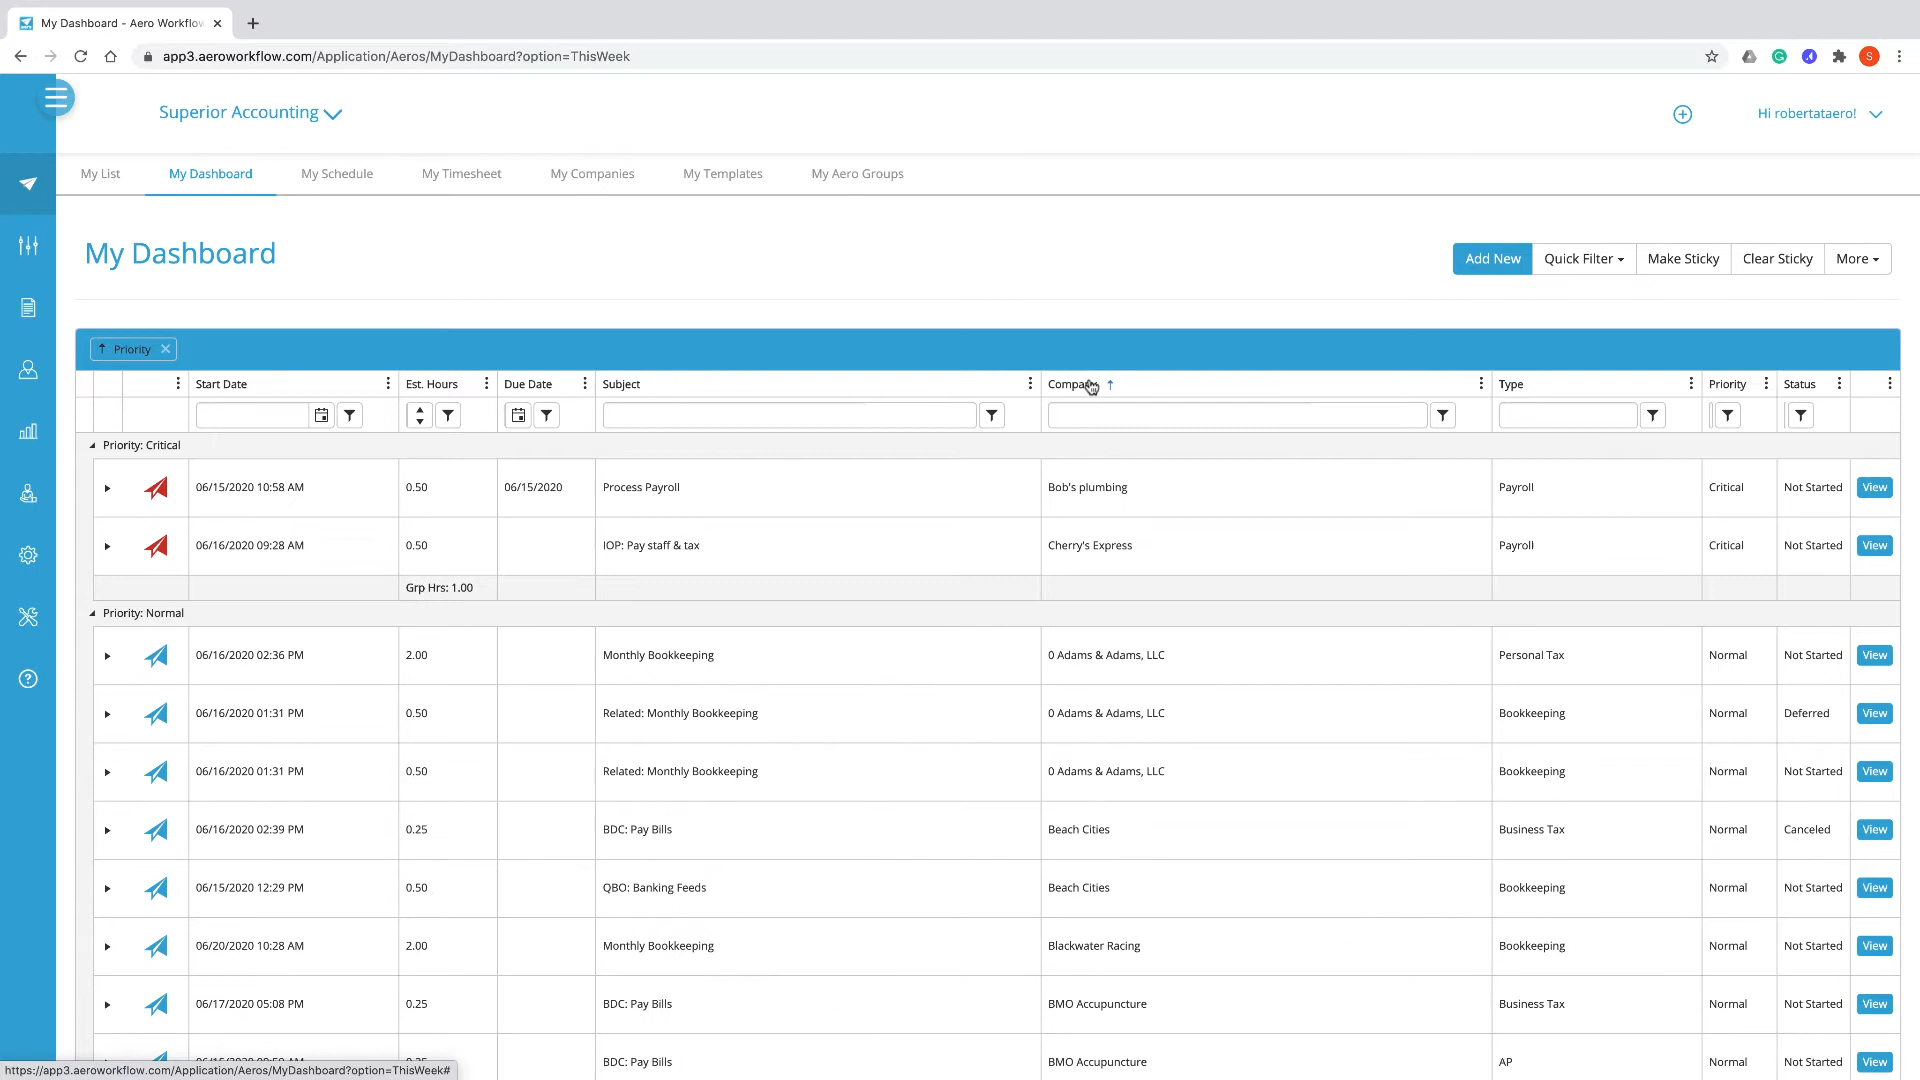 My Dashboard - Aero Workflow
app3.aeroworkflow.com/Application/Aeros/MyDashboard?option=ThisWeek
S
Superior Accounting
Hi robertataero!
My List My Dashboard My Schedule My Timesheet My Companies My Templates My Aero Groups
My Dashboard
Add New Quick Filter Make Sticky Clear Sticky More
Priority
Start Date Est. Hours Due Date Subject Company Type Priority Status
Priority: Critical
06/15/2020 10:58 AM 0.50 06/15/2020 Process Payroll Bob's plumbing Payroll Critical Not Started View
06/16/2020 09:28 AM 0.50 IOP: Pay staff & tax Cherry's Express Payroll Critical Not Started View
Grp Hrs: 1.00
Priority: Normal
06/16/2020 02:36 PM 2.00 Monthly Bookkeeping 0 Adams & Adams, LLC Personal Tax Normal Not Started View
06/16/2020 01:31 PM 0.50 Related: Monthly Bookkeeping 0 Adams & Adams, LLC Bookkeeping Normal Deferred View
06/16/2020 01:31 PM 0.50 Related: Monthly Bookkeeping 0 Adams & Adams, LLC Bookkeeping Normal Not Started View
06/16/2020 02:39 PM 0.25 BDC: Pay Bills Beach Cities Business Tax Normal Canceled View
06/15/2020 12:29 PM 0.50 QBO: Banking Feeds Beach Cities Bookkeeping Normal Not Started View
06/20/2020 10:28 AM 2.00 Monthly Bookkeeping Blackwater Racing Bookkeeping Normal Not Started View
06/17/2020 05:08 PM 0.25 BDC: Pay Bills BMO Accupuncture Business Tax Normal Not Started View
BDC: Pay Bills BMO Accupuncture AP Normal Not Started View
https://app3.aeroworkflow.com/Application/Aeros/MyDashboard?option=ThisWeek#